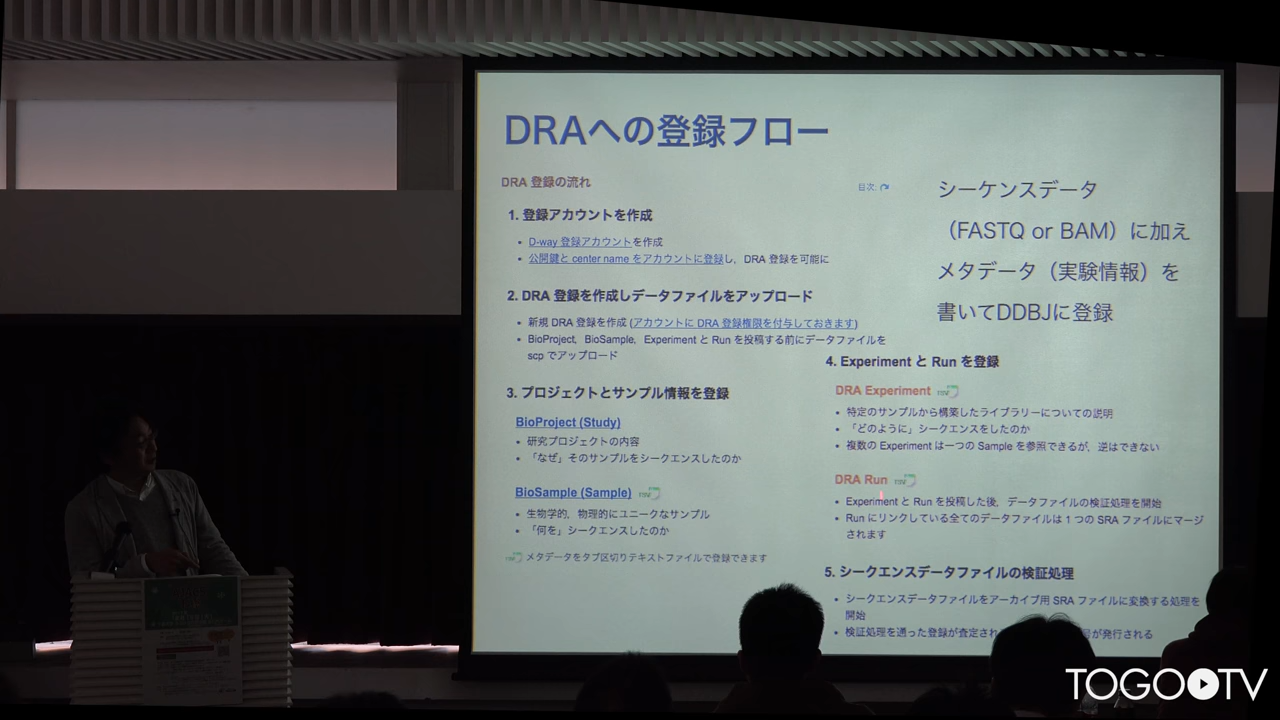 DRAへの登録フロー
DRA 登録の流れ
目次:
1. 登録アカウントを作成
• D-way 登録アカウントを作成
• 公開鍵と center name をアカウントに登録し，DRA 登録を可能に
2. DRA 登録を作成しデータファイルをアップロード
• 新規 DRA 登録を作成 (アカウントに DRA 登録権限を付与しておきます)
• BioProject，BioSample，Experiment と Run を投稿する前にデータファイルを
scp でアップロード
3. プロジェクトとサンプル情報を登録
BioProject (Study)
• 研究プロジェクトの内容
• 「なぜ」そのサンプルをシークエンスしたのか
BioSample (Sample) TSV
• 生物学的，物理的にユニークなサンプル
• 「何を」シークエンスしたのか
TSV メタデータをタブ区切りテキストファイルで登録できます
シーケンスデータ
（FASTQ or BAM）に加え
メタデータ（実験情報）を
書いてDDBJに登録
4. Experiment と Run を登録
DRA Experiment TSV
• 特定のサンプルから構築したライブラリーについての説明
• 「どのように」シークエンスをしたのか
• 複数の Experiment は一つの Sample を参照できるが，逆はできない
DRA Run TSV
• Experiment と Run を投稿した後，データファイルの検証処理を開始
• Run にリンクしている全てのデータファイルは 1 つの SRA ファイルにマージ
されます
5. シークエンスデータファイルの検証処理
• シークエンスデータファイルをアーカイブ用 SRA ファイルに変換する処理を
開始
• 検証処理を通った登録が査定され が発行される
TOGOTV